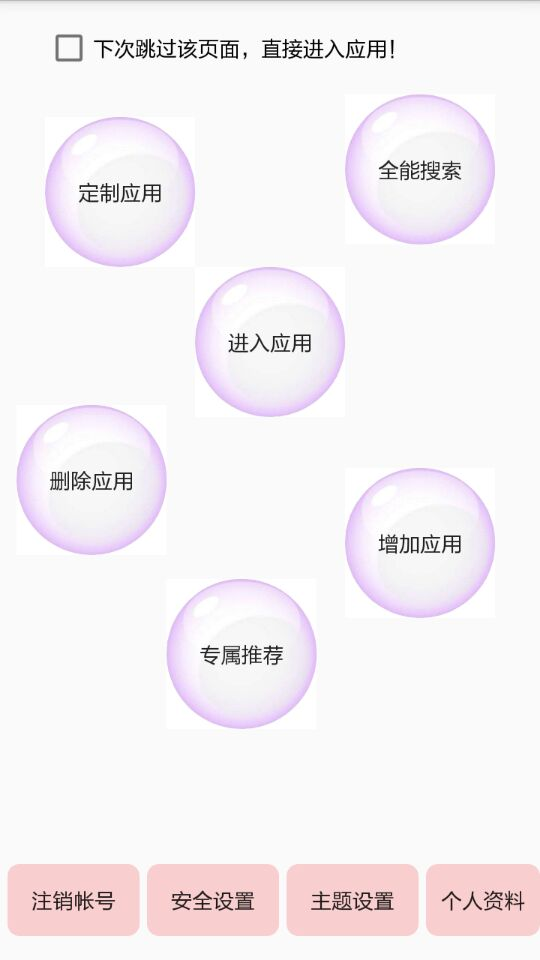 下次跳过该页面，直接进入应用！
定制应用
全能搜索
进入应用
删除应用
增加应用
专属推荐
注销帐号
安全设置
主题设置
个人资料